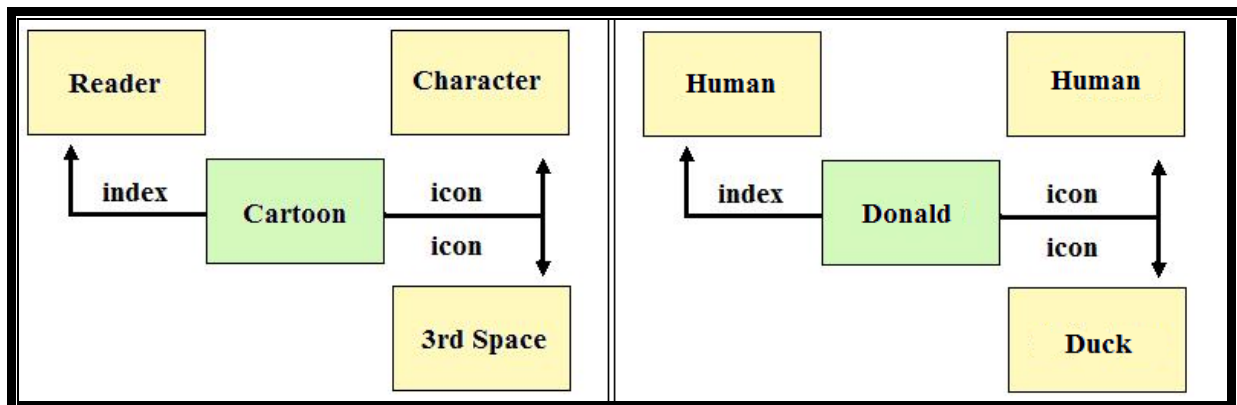 Reader
Character
index
Cartoon
icon
icon
3rd Space
Human
Human
index
Donald
icon
icon
Duck